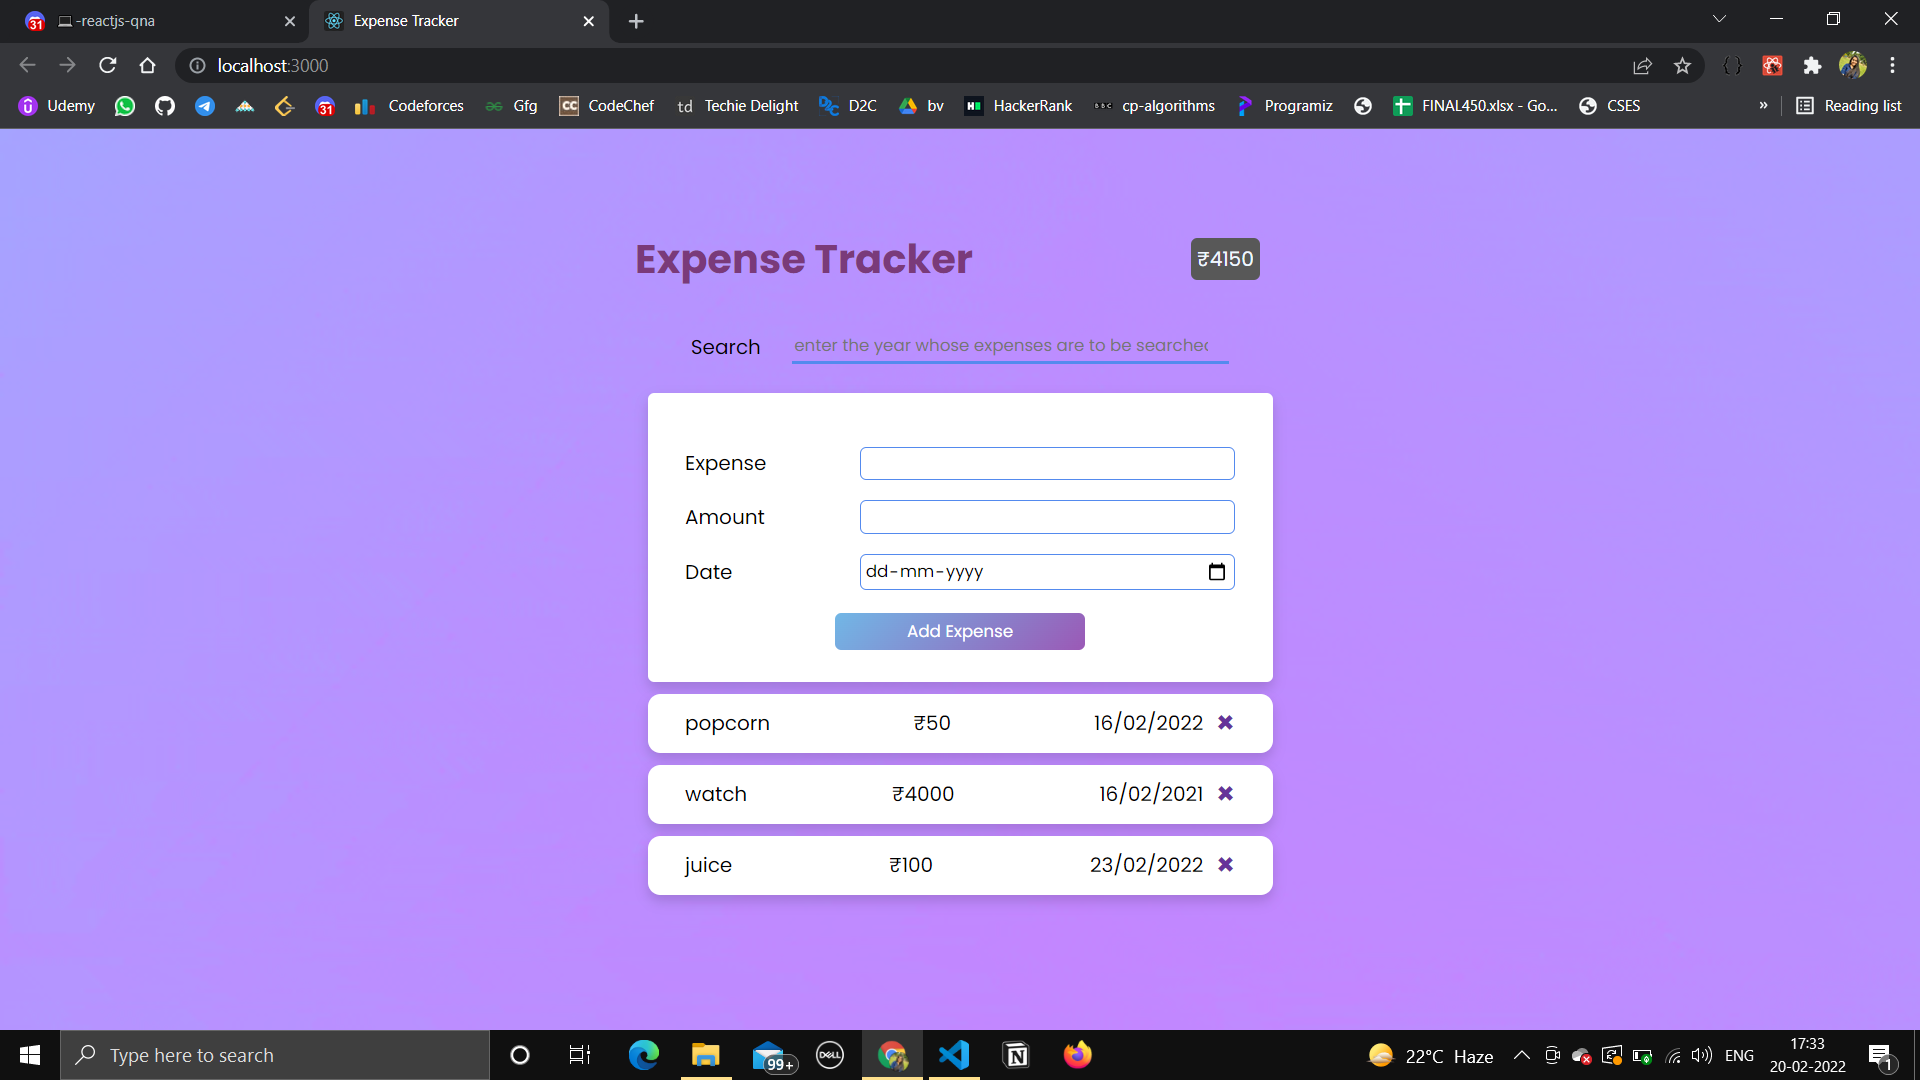 -reactjs-qna
Expense Tracker
localhost:3000
Udemy
Codeforces
Gfg
CC CodeChef
td Techie Delight
D2C
bv
HackerRank
cp-algorithms
Programiz
FINAL450.xlsx - Go...
CSES
» Reading list
Expense Tracker
₹4150
Search
enter the year whose expenses are to be searched
Expense
Amount
Date
dd-mm-yyyy
Add Expense
popcorn ₹50 16/02/2022
watch ₹4000 16/02/2021
juice ₹100 23/02/2022
Type here to search
99+
DELL
22°C Haze
ENG
17:33
20-02-2022
1